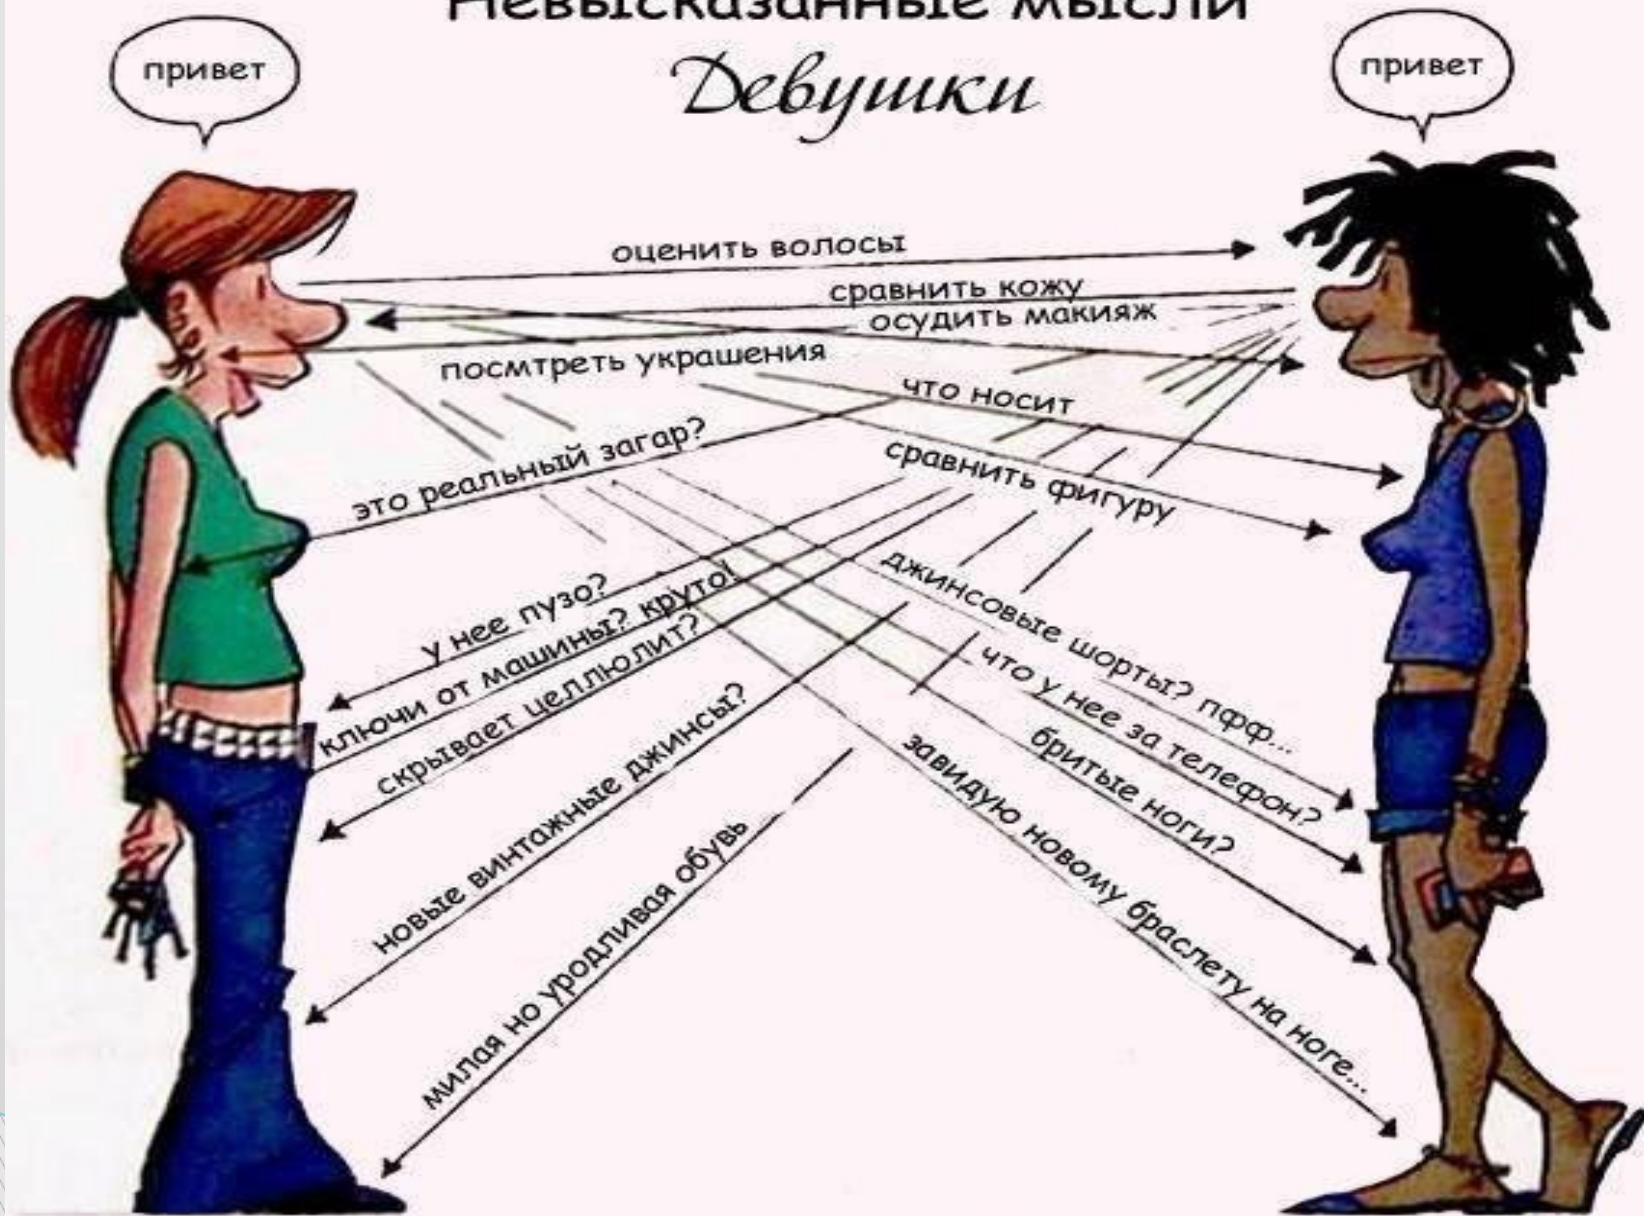 Невысказанные мысли
Девушки
привет
привет
оценить волосы
сравнить кожу
осудить макияж
посмтреть украшения
что носит
это реальный загар?
сравнить фигуру
у нее пузо?
ключи от машины? круто!
скрывает целлюлит?
новые винтажные джинсы?
милая но уродливая обувь
джинсовые шорты? пфф...
что у нее за телефон?
бритые ноги?
завидую новому браслету на ноге...